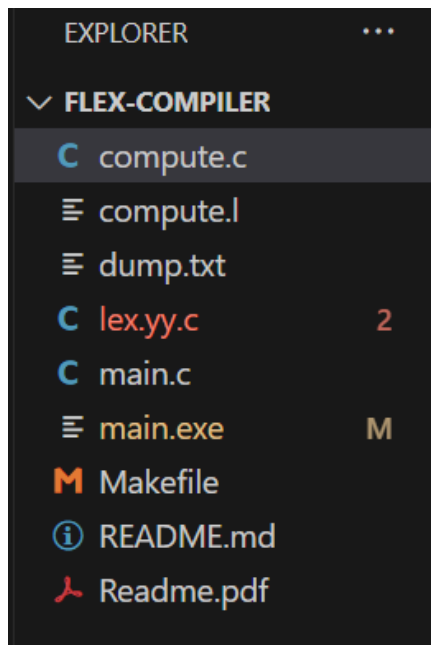 EXPLORER ...
FLEX-COMPILER
C compute.c
compute.l
dump.txt
C lex.yy.c 2
C main.c
main.exe M
M Makefile
README.md
Readme.pdf